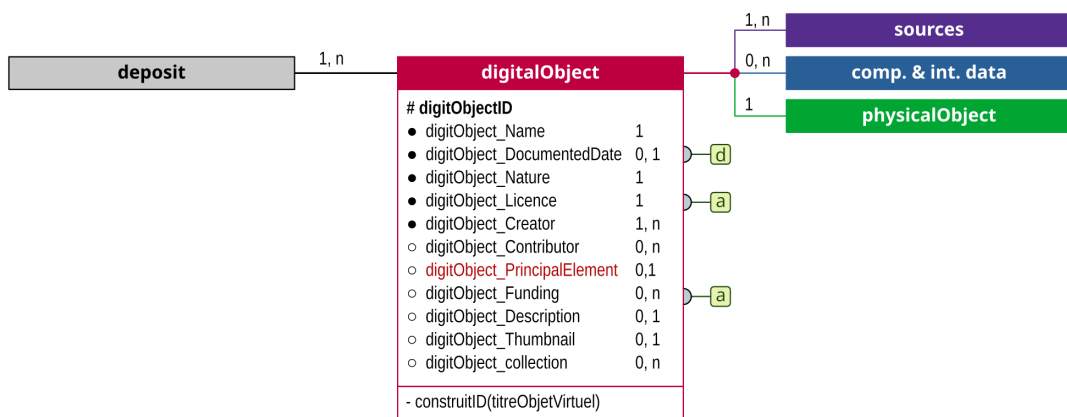 1, n
sources
deposit
1, n
digitalObject
0, n
comp. & int. data
1
physicalObject
# digitObjectID
● digitObject_Name 1
● digitObject_DocumentedDate 0, 1 d
● digitObject_Nature 1
● digitObject_Licence 1 a
● digitObject_Creator 1, n
○ digitObject_Contributor 0, n
○ digitObject_PrincipalElement 0,1
○ digitObject_Funding 0, n a
○ digitObject_Description 0, 1
○ digitObject_Thumbnail 0, 1
○ digitObject_collection 0, n
- construitID(titreObjetVirtuel)